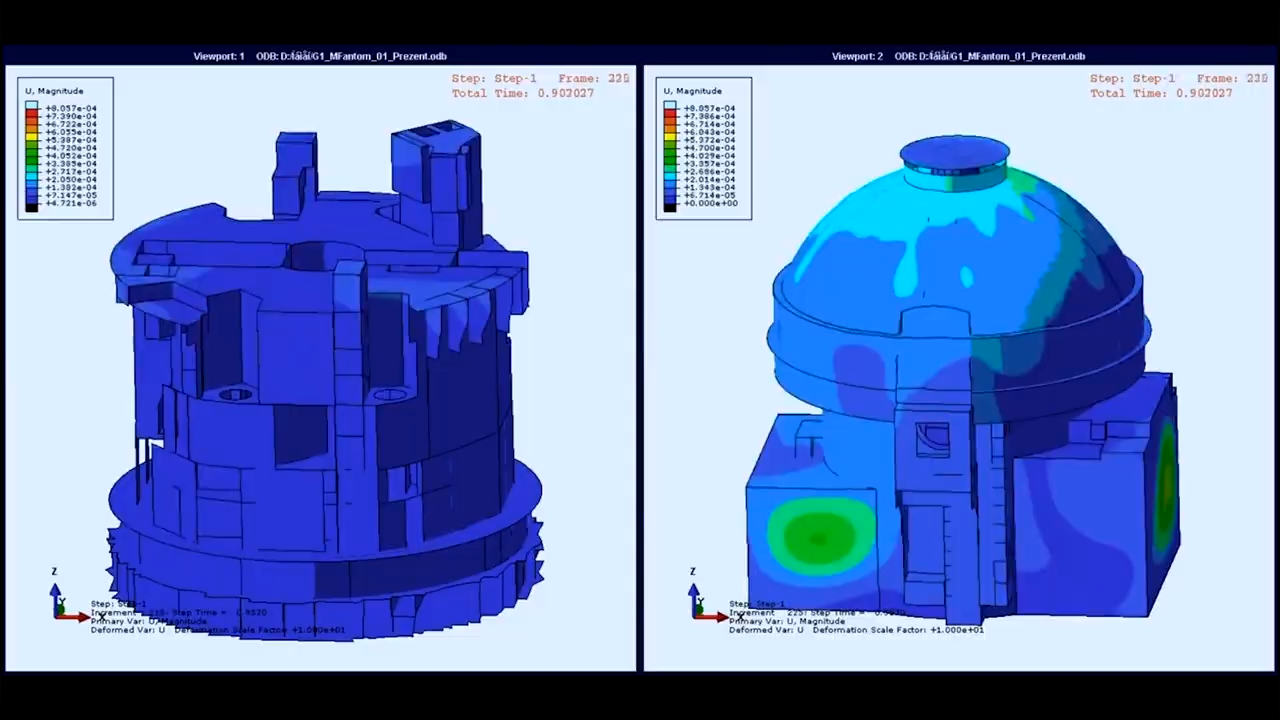 Viewport: 1 ODB: D:/G1_MFantom_01_Prezent.odb
U, Magnitude
+8.057e-04
+7.390e-04
+6.722e-04
+6.055e-04
+5.387e-04
+4.720e-04
+4.052e-04
+3.385e-04
+2.717e-04
+2.050e-04
+1.382e-04
+7.147e-05
+4.721e-06
Step: Step-1 Frame:
Total Time:
Z
Y
Step: Step-1
Increment Step Time =
Primary Var: U, Magnitude
Deformed Var: U Deformation Scale Factor: +1.000e+01
Viewport: 2 ODB: D:/G1_MFantom_01_Prezent.odb
U, Magnitude
+8.057e-04
+7.386e-04
+6.714e-04
+6.043e-04
+5.372e-04
+4.700e-04
+4.029e-04
+3.357e-04
+2.686e-04
+2.014e-04
+1.343e-04
+6.714e-05
+0.000e+00
Step: Step-1 Frame:
Total Time:
Z
Y
Step: Step-1
Increment 225: Step Time =
Primary Var: U, Magnitude
Deformed Var: U Deformation Scale Factor: +1.000e+01